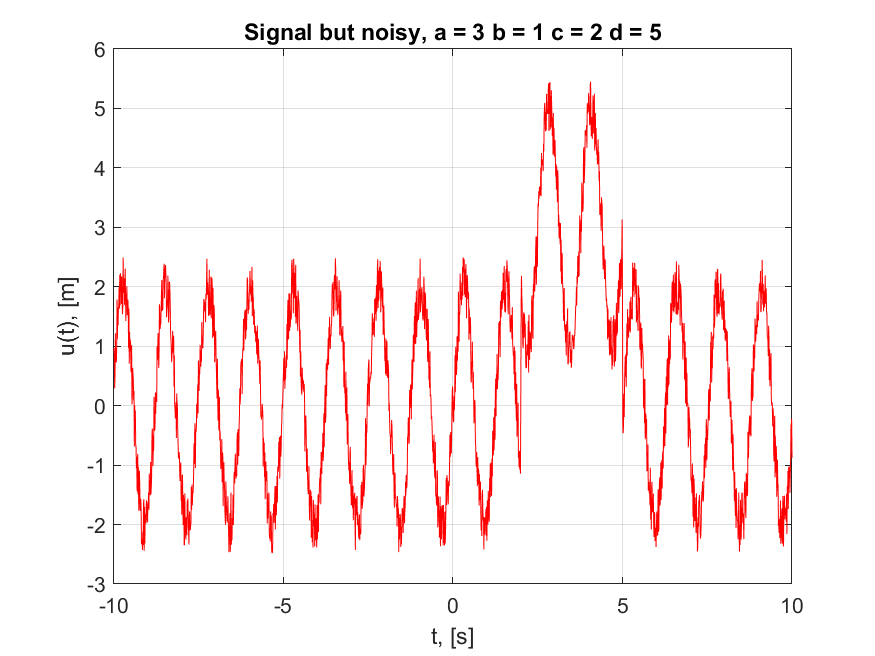 Signal but noisy, a = 3 b = 1 c = 2 d = 5
6
5
4
3
2
1
0
-1
-2
-3
u(t), [m]
-10 -5 0 5 10
t, [s]